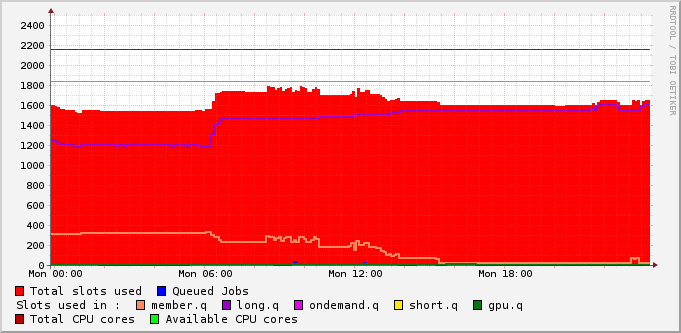 RRDTOOL / TOBI OETIKER
2400
2200
2000
1800
1600
1400
1200
1000
800
600
400
200
0
Mon 00:00 Mon 06:00 Mon 12:00 Mon 18:00
Total slots used Queued Jobs
Slots used in : member.q long.q ondemand.q short.q gpu.q
Total CPU cores Available CPU cores